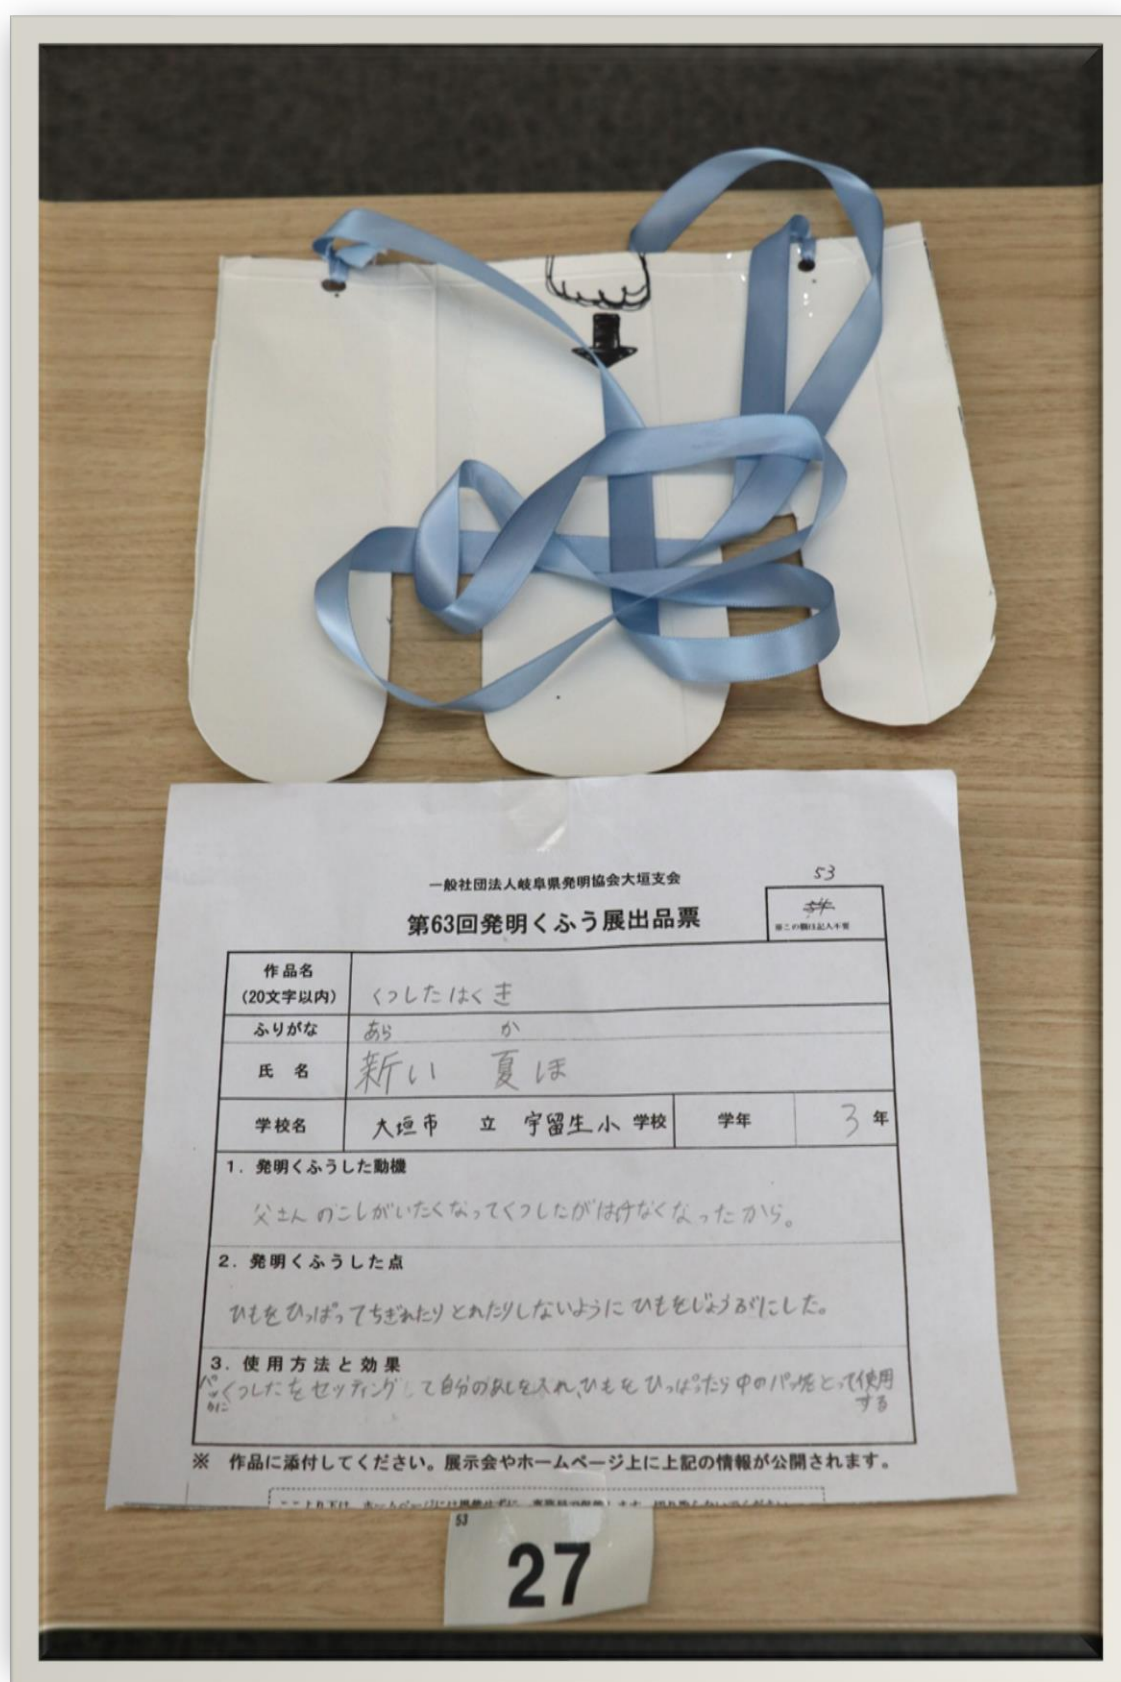 一般社団法人岐阜県発明協会大垣支会
53
第63回発明くふう展出品票
54
※この欄は記入不要
作品名
(20文字以内)
くつしたはくき
ふりがな
あら か
氏 名
新い 夏ほ
学校名
大垣市 立 宇留生小 学校
学年
3 年
1. 発明くふうした動機
父さんのこしがいたくなってくつしたがはけなくなったから。
2. 発明くふうした点
ひもをひっぱってちぎれたりとれたりしないようにひもをじょうぶにした。
3. 使用方法と効果
くつしたをセッティングして自分のあしを入れ、ひもをひっぱったら中のパックをとって使用
する
※ 作品に添付してください。展示会やホームページ上に上記の情報が公開されます。
53
27